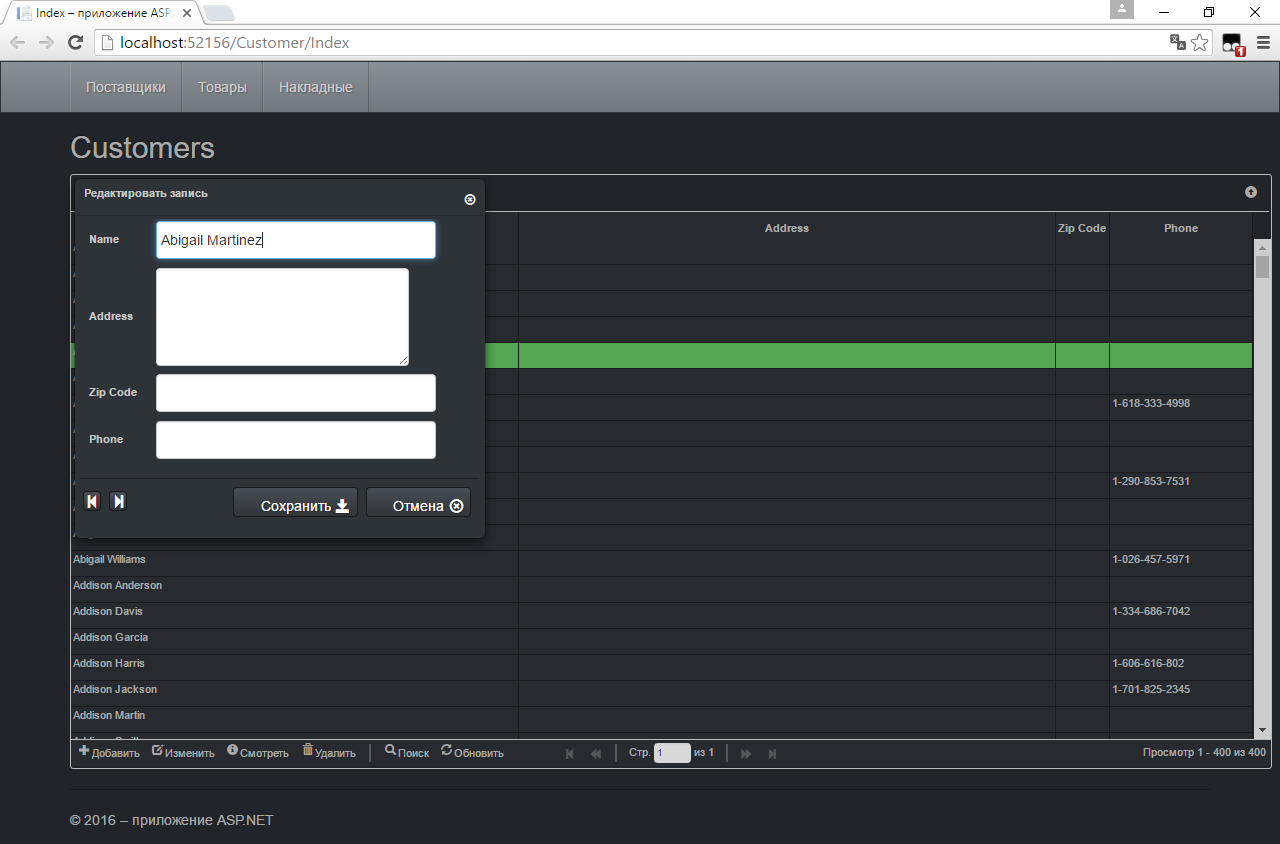 Index – приложение ASP
localhost:52156/Customer/Index
1
Поставщики Товары Накладные
Customers
Редактировать запись
Address Zip Code Phone
Name Abigail Martinez
Address
Zip Code
Phone
Сохранить Отмена
1-618-333-4998
1-290-853-7531
Abigail Williams 1-026-457-5971
Addison Anderson
Addison Davis 1-334-686-7042
Addison Garcia
Addison Harris 1-606-616-802
Addison Jackson 1-701-825-2345
Addison Martin
Добавить Изменить Смотреть Удалить Поиск Обновить Стр. 1 из 1 Просмотр 1 - 400 из 400
© 2016 – приложение ASP.NET